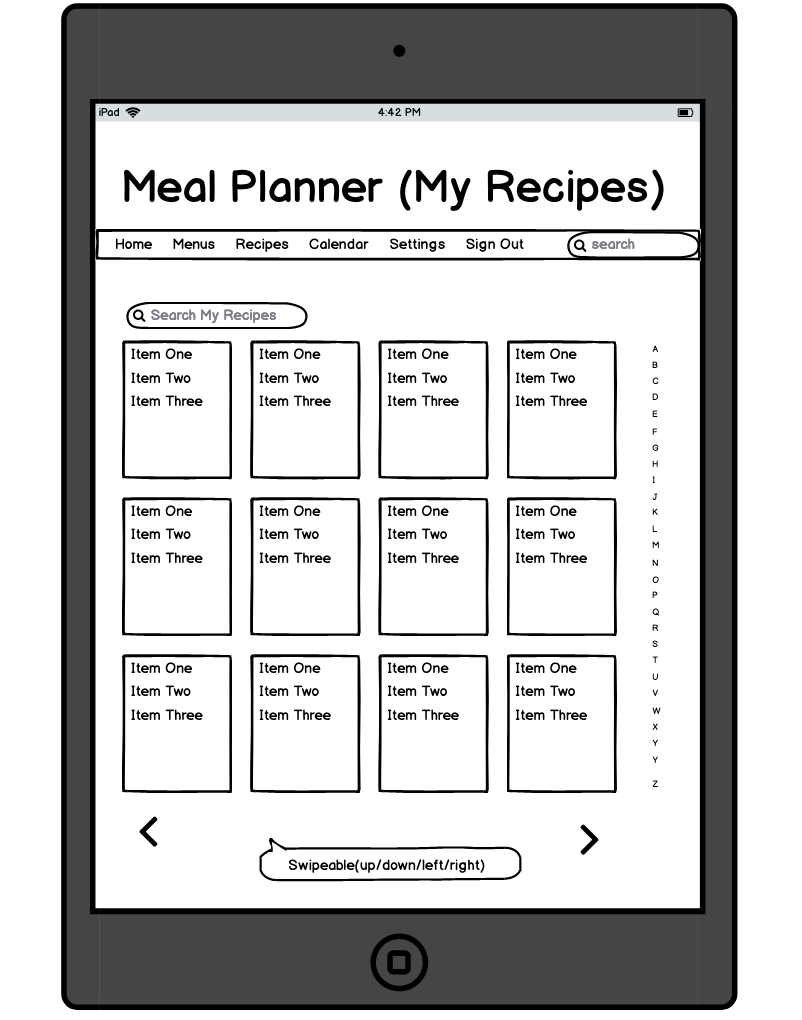 iPad 4:42 PM
Meal Planner (My Recipes)
Home Menus Recipes Calendar Settings Sign Out search
Search My Recipes
Item One Item One Item One Item One
Item Two Item Two Item Two Item Two
Item Three Item Three Item Three Item Three
Item One Item One Item One Item One
Item Two Item Two Item Two Item Two
Item Three Item Three Item Three Item Three
Item One Item One Item One Item One
Item Two Item Two Item Two Item Two
Item Three Item Three Item Three Item Three
A
B
C
D
E
F
G
H
I
J
K
L
M
N
O
P
Q
R
S
T
U
V
W
X
Y
Y
Z
Swipeable(up/down/left/right)